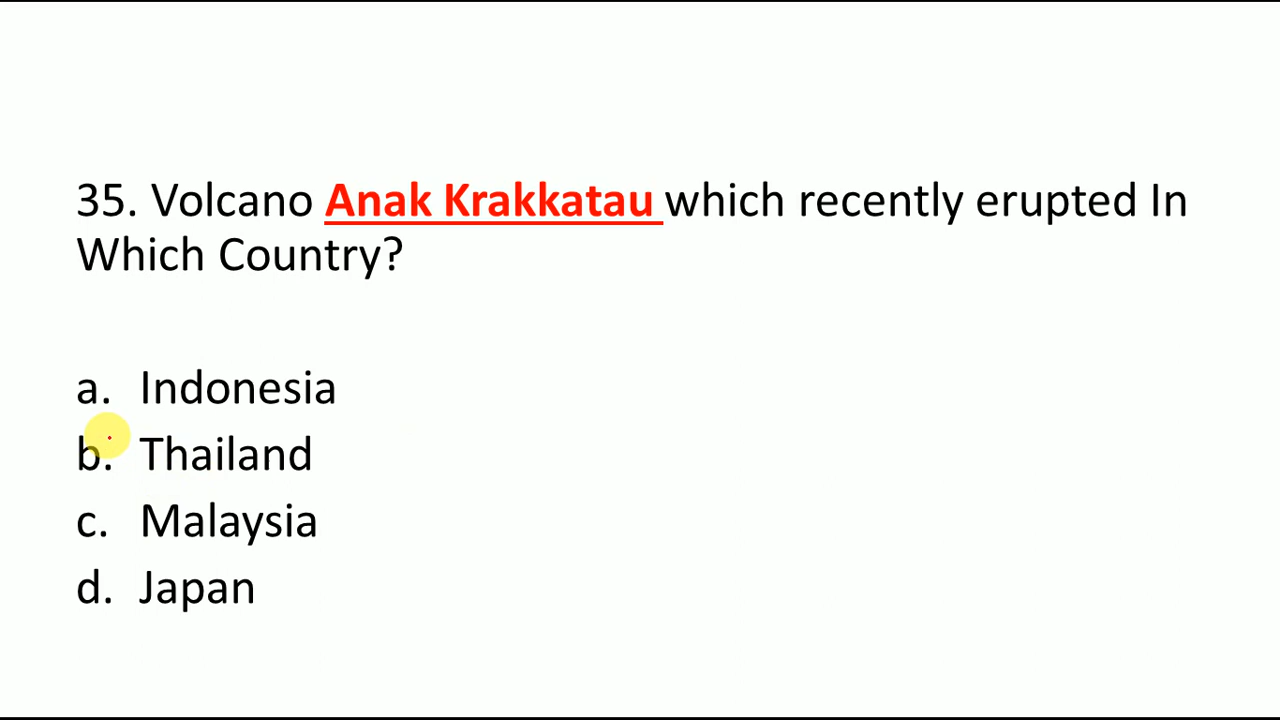 35. Volcano Anak Krakkatau which recently erupted In
Which Country?
a. Indonesia
b. Thailand
c. Malaysia
d. Japan